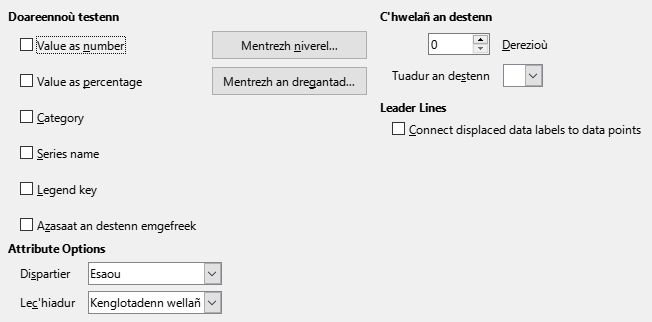 Doareennoù testenn
Value as number
Mentrezh niverel...
Value as percentage
Mentrezh an dregantad...
Category
Series name
Legend key
Azasaat an destenn emgefreek
Attribute Options
Dispartier
Esaou
Lec'hiadur
Kenglotadenn wellañ
C'hwelañ an destenn
0
Derezioù
Tuadur an destenn
Leader Lines
Connect displaced data labels to data points